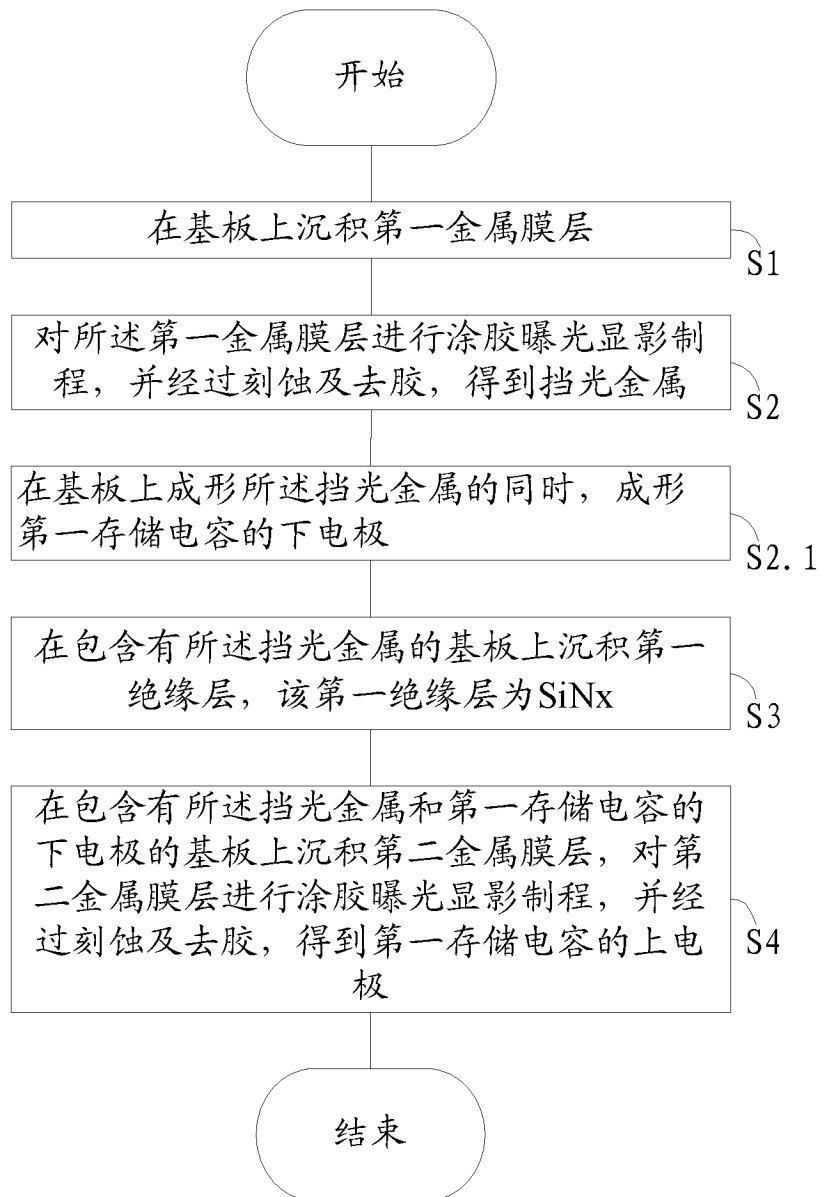 开始
在基板上沉积第一金属膜层
S1
对所述第一金属膜层进行涂胶曝光显影制
程，并经过刻蚀及去胶，得到挡光金属
S2
在基板上成形所述挡光金属的同时，成形
第一存储电容的下电极
S2.1
在包含有所述挡光金属的基板上沉积第一
绝缘层，该第一绝缘层为SiNx
S3
在包含有所述挡光金属和第一存储电容的
下电极的基板上沉积第二金属膜层，对第
二金属膜层进行涂胶曝光显影制程，并经
过刻蚀及去胶，得到第一存储电容的上电
极
S4
结束